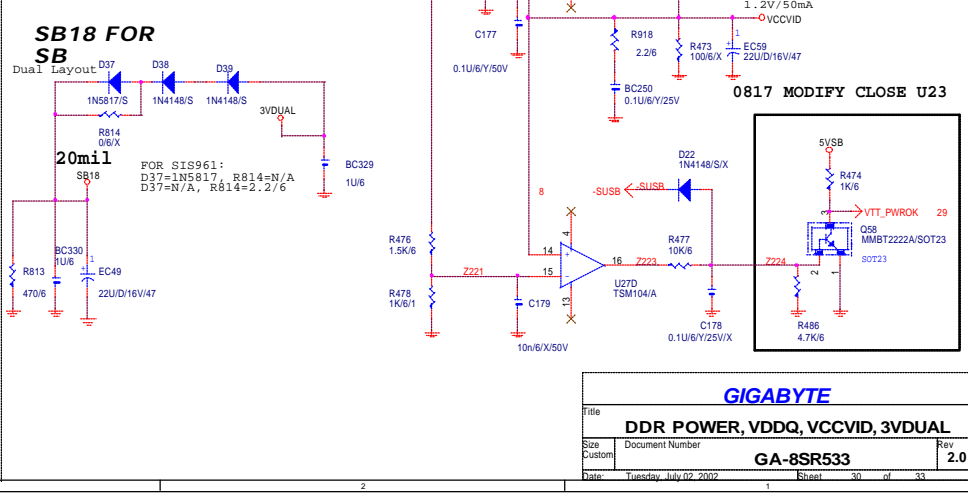 SB18 FOR
SB
Dual Layout
D37
D38
D39
1N5817/S
1N4148/S
1N4148/S
R814
0/6/X
3VDUAL
20mil
SB18
FOR SIS961:
D37=1N5817, R814=N/A
D37=N/A, R814=2.2/6
BC329
1U/6
R813
470/6
BC330
1U/6
+
1
EC49
22U/D/16V/47
C177
0.1U/6/Y/50V
R918
2.2/6
BC250
0.1U/6/Y/25V
R473
100/6/X
1.2V/50mA
VCCVID
+
1
EC59
22U/D/16V/47
0817 MODIFY CLOSE U23
8
D22
1N4148/S/X
-SUSB
-SUSB
R476
1.5K/6
R478
1K/6/1
Z221
C179
10n/6/X/50V
14
15
+
-
4
13
16
U27D
TSM104/A
Z223
R477
10K/6
C178
0.1U/6/Y/25V/X
Z224
R486
4.7K/6
5VSB
R474
1K/6
VTT_PWROK
29
3
2
1
Q58
MMBT2222A/SOT23
SOT23
GIGABYTE
Title
DDR POWER, VDDQ, VCCVID, 3VDUAL
Size
Custom
Document Number
GA-8SR533
Rev
2.0
Date:
Tuesday, July 02, 2002
Sheet
30
of
33
2
1